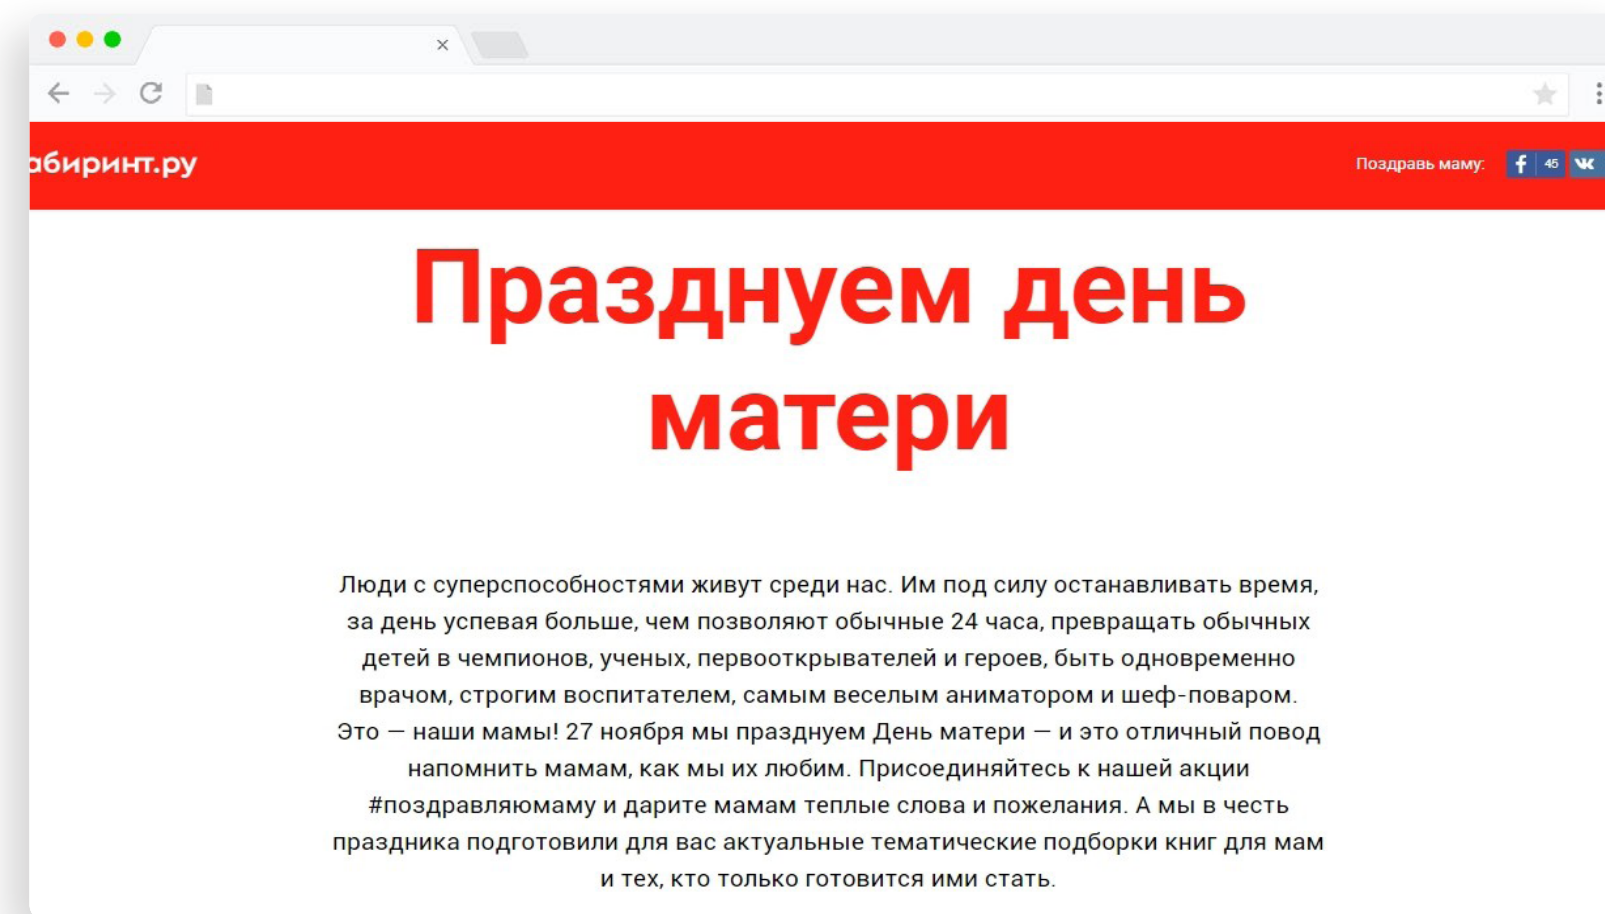 абиринт.ру
Поздравь маму:
45
Празднуем день
матери
Люди с суперспособностями живут среди нас. Им под силу останавливать время,
за день успевая больше, чем позволяют обычные 24 часа, превращать обычных
детей в чемпионов, ученых, первооткрывателей и героев, быть одновременно
врачом, строгим воспитателем, самым веселым аниматором и шеф-поваром.
Это — наши мамы! 27 ноября мы празднуем День матери — и это отличный повод
напомнить мамам, как мы их любим. Присоединяйтесь к нашей акции
#поздравляюмаму и дарите мамам теплые слова и пожелания. А мы в честь
праздника подготовили для вас актуальные тематические подборки книг для мам
и тех, кто только готовится ими стать.